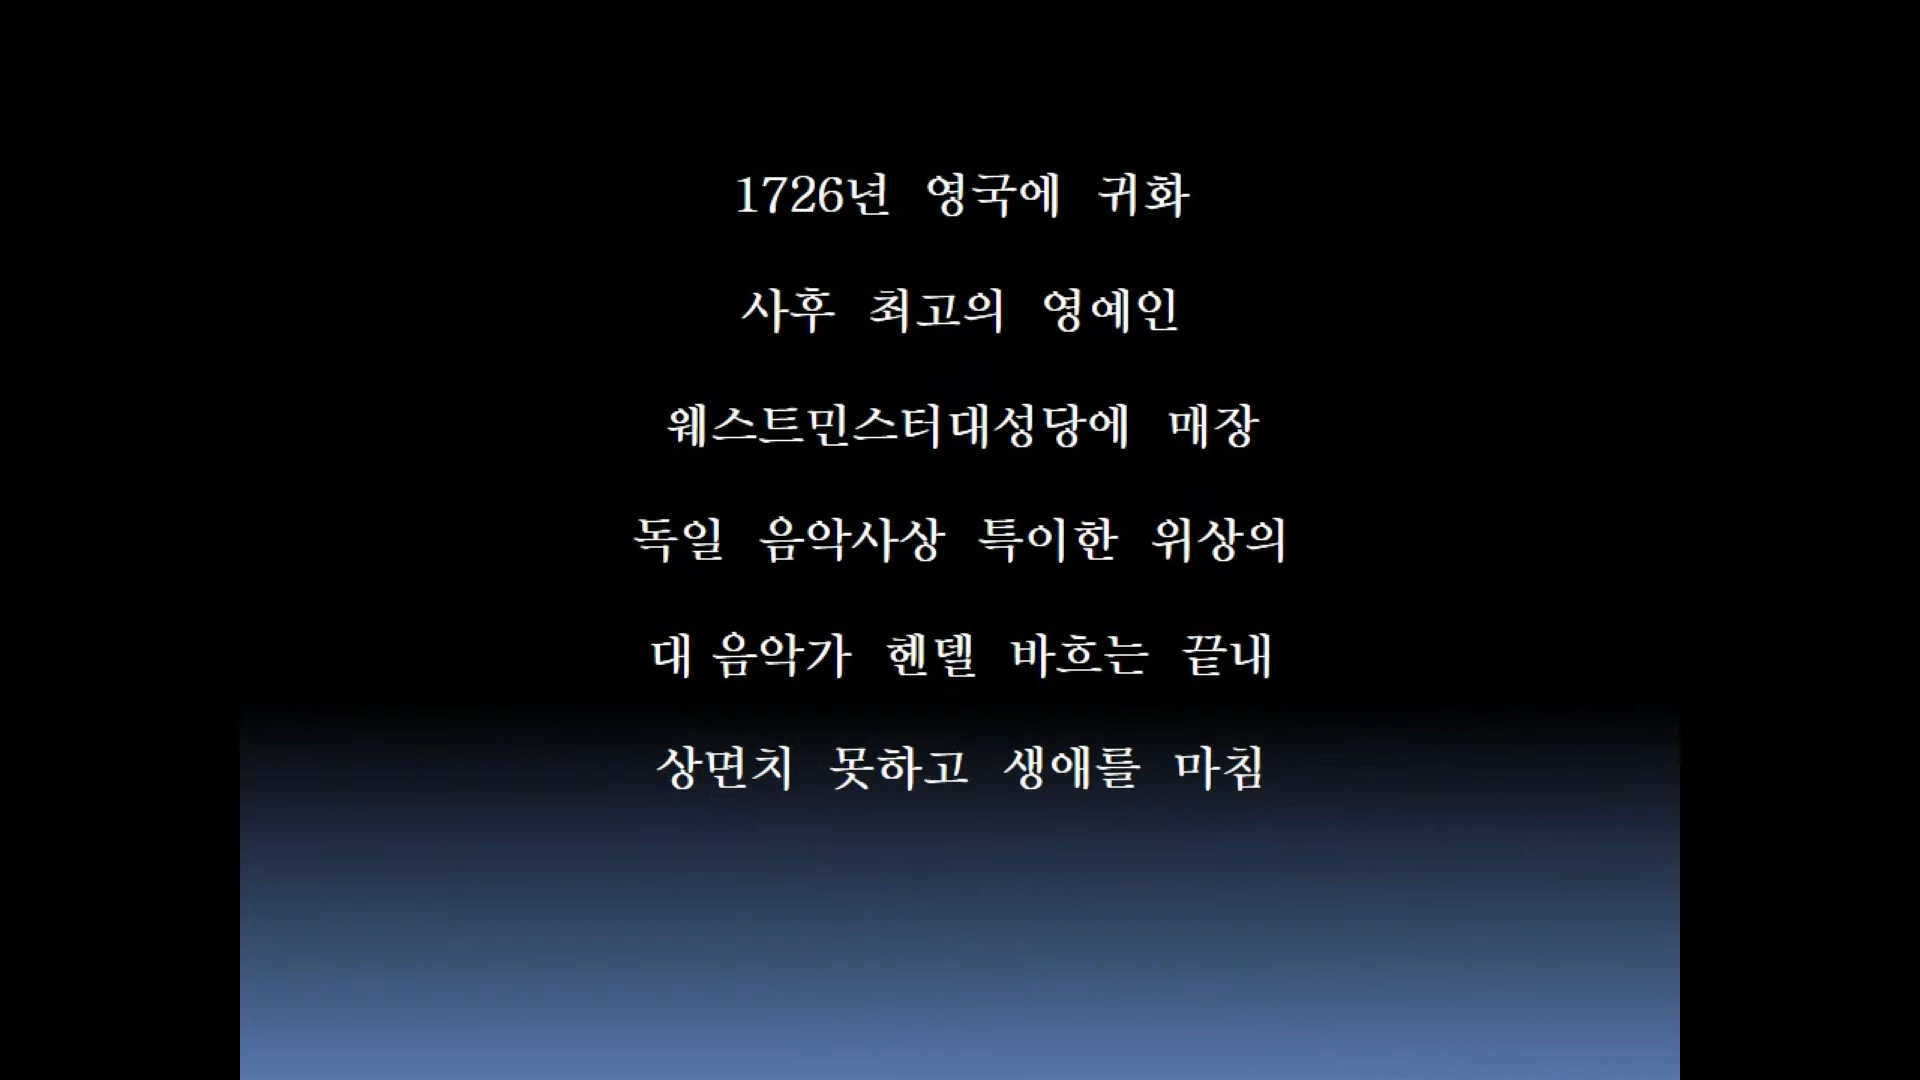 1726년 영국에 귀화
사후 최고의 영예인
웨스트민스터대성당에 매장
독일 음악사상 특이한 위상의
대 음악가 헨델 바흐는 끝내
상면치 못하고 생애를 마침